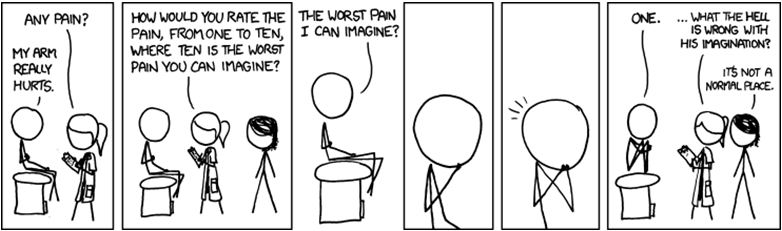 ANY PAIN?
MY ARM
REALLY
HURTS.
HOW WOULD YOU RATE THE
PAIN, FROM ONE TO TEN,
WHERE TEN IS THE WORST
PAIN YOU CAN IMAGINE?
THE WORST PAIN
I CAN IMAGINE?
ONE.
... WHAT THE HELL
IS WRONG WITH
HIS IMAGINATION?
IT'S NOT A
NORMAL PLACE.